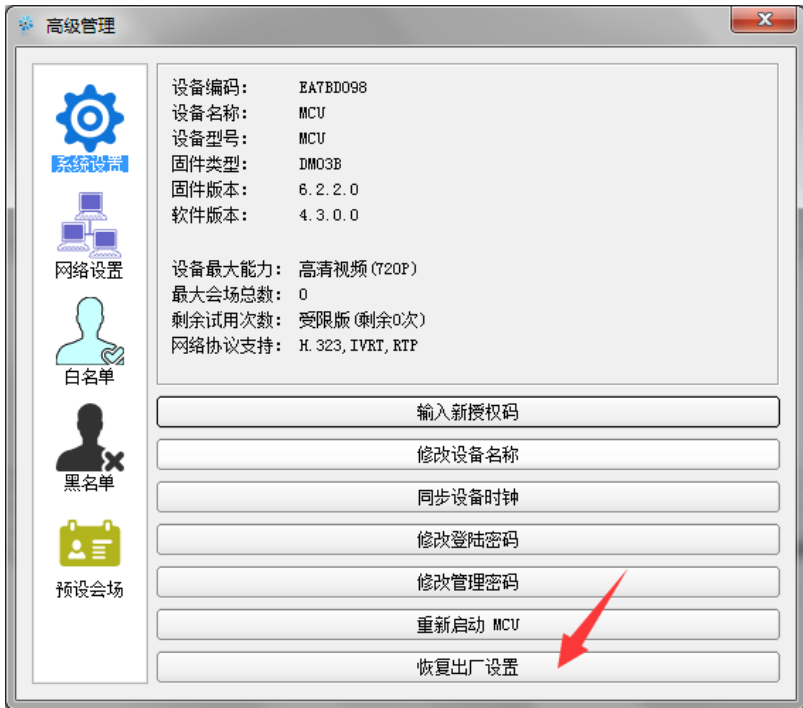 高级管理
系统设置
网络设置
白名单
黑名单
预设会场
设备编码： EA7BD098
设备名称： MCU
设备型号： MCU
固件类型： DM03B
固件版本： 6.2.2.0
软件版本： 4.3.0.0
设备最大能力： 高清视频(720P)
最大会场总数： 0
剩余试用次数： 受限版(剩余0次)
网络协议支持： H.323,IVRT,RTP
输入新授权码
修改设备名称
同步设备时钟
修改登陆密码
修改管理密码
重新启动 MCU
恢复出厂设置